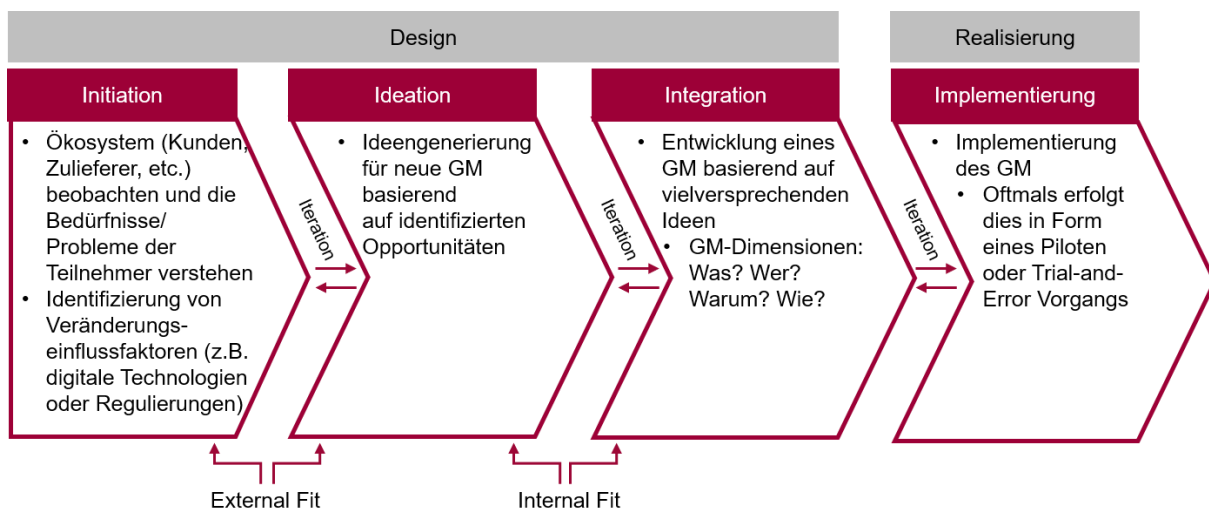 Design
Realisierung
Initiation
Ideation
Integration
Implementierung
• Ökosystem (Kunden,
Zulieferer, etc.)
beobachten und die
Bedürfnisse/
Probleme der
Teilnehmer verstehen
• Identifizierung von
Veränderungs-
einflussfaktoren (z.B.
digitale Technologien
oder Regulierungen)
Iteration
• Ideengenerierung
für neue GM
basierend
auf identifizierten
Opportunitäten
Iteration
• Entwicklung eines
GM basierend auf
vielversprechenden
Ideen
• GM-Dimensionen:
Was? Wer?
Warum? Wie?
Iteration
• Implementierung
des GM
• Oftmals erfolgt
dies in Form
eines Piloten
oder Trial-and-
Error Vorgangs
External Fit
Internal Fit